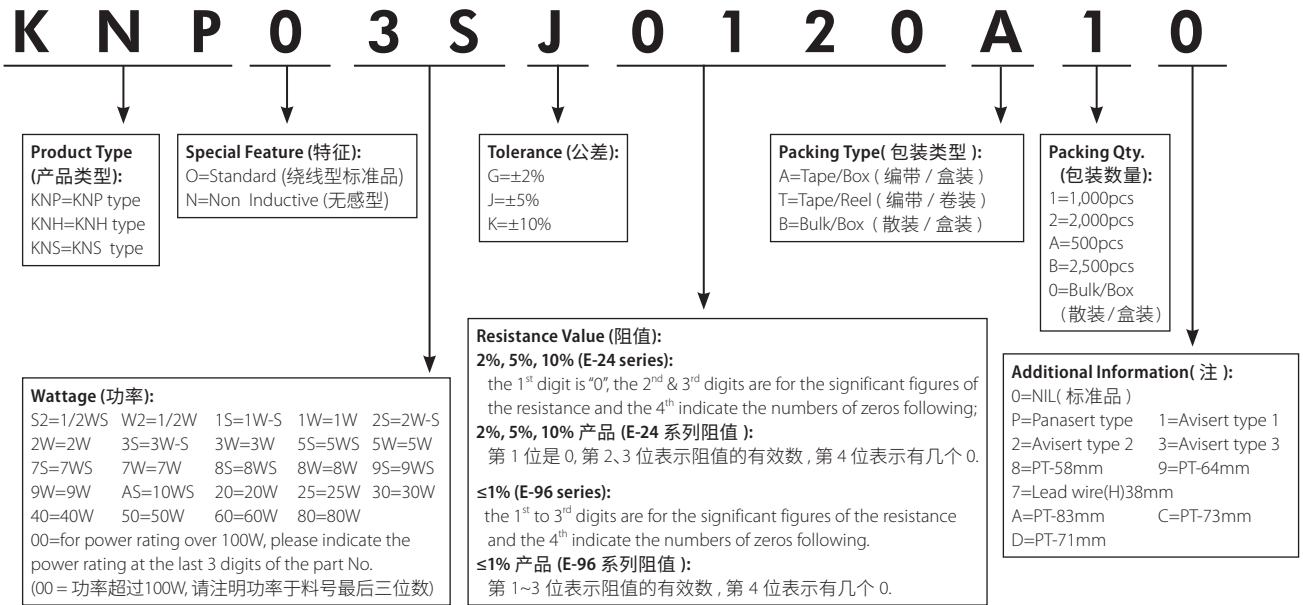 K N P 0 3 S J 0 1 2 0 A 1 0
Product Type
(产品类型):
KNP=KNP type
KNH=KNH type
KNS=KNS type
Special Feature (特征):
O=Standard (绕线型标准品)
N=Non Inductive (无感型)
Tolerance (公差):
G=±2%
J=±5%
K=±10%
Packing Type( 包装类型 ):
A=Tape/Box ( 编带 / 盒装 )
T=Tape/Reel ( 编带 / 卷装 )
B=Bulk/Box ( 散装 / 盒装 )
Packing Qty.
(包装数量):
1=1,000pcs
2=2,000pcs
A=500pcs
B=2,500pcs
0=Bulk/Box
(散装/盒装)
Wattage (功率):
S2=1/2WS W2=1/2W 1S=1W-S 1W=1W 2S=2W-S
2W=2W 3S=3W-S 3W=3W 5S=5WS 5W=5W
7S=7WS 7W=7W 8S=8WS 8W=8W 9S=9WS
9W=9W AS=10WS 20=20W 25=25W 30=30W
40=40W 50=50W 60=60W 80=80W
00=for power rating over 100W, please indicate the
power rating at the last 3 digits of the part No.
(00 = 功率超过100W, 请注明功率于料号最后三位数)
Resistance Value (阻值):
2%, 5%, 10% (E-24 series):
the 1st digit is “0”, the 2nd & 3rd digits are for the significant figures of
the resistance and the 4th indicate the numbers of zeros following;
2%, 5%, 10% 产品 (E-24 系列阻值 ):
第 1 位是 0, 第 2、3 位表示阻值的有效数 , 第 4 位表示有几个 0.
≤1% (E-96 series):
the 1st to 3rd digits are for the significant figures of the resistance
and the 4th indicate the numbers of zeros following.
≤1% 产品 (E-96 系列阻值 ):
第 1~3 位表示阻值的有效数 , 第 4 位表示有几个 0.
Additional Information( 注 ):
0=NIL( 标准品 )
P=Panasert type 1=Avisert type 1
2=Avisert type 2 3=Avisert type 3
8=PT-58mm 9=PT-64mm
7=Lead wire(H)38mm
A=PT-83mm C=PT-73mm
D=PT-71mm